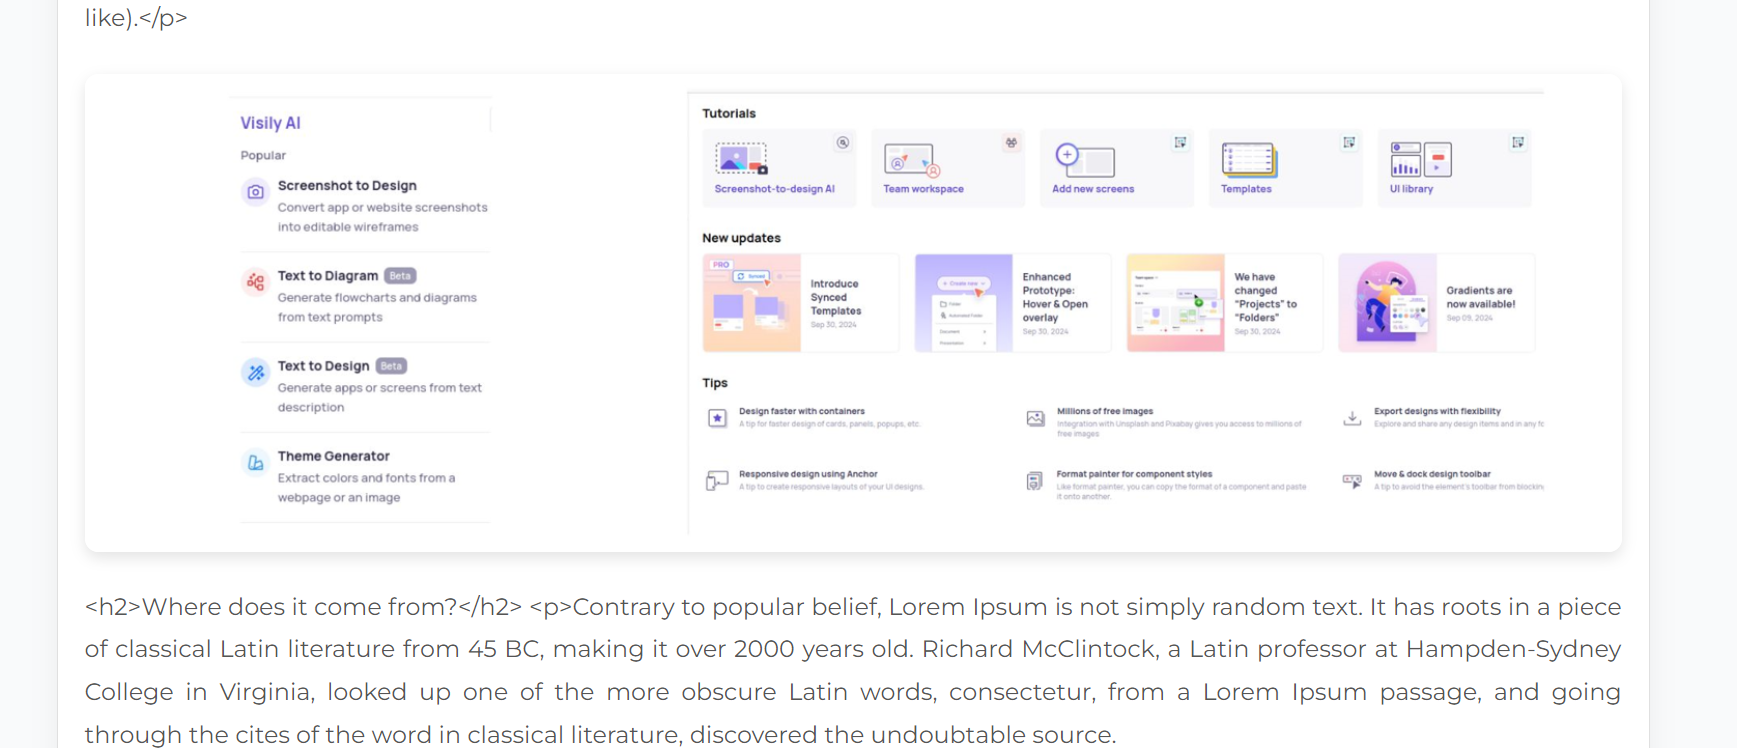 like).</p>
Visily AI
Popular
Screenshot to Design
Convert app or website screenshots
into editable wireframes
Text to Diagram Beta
Generate flowcharts and diagrams
from text prompts
Text to Design Beta
Generate apps or screens from text
description
Theme Generator
Extract colors and fonts from a
webpage or an image
Tutorials
Screenshot-to-design AI
Team workspace
Add new screens
Templates
UI library
New updates
PRO
Synced
Introduce
Synced
Templates
Sep 30, 2024
+ Create new
Folder
Automated Folder
Document
Presentation
Enhanced
Prototype:
Hover & Open
overlay
Sep 30, 2024
We have
changed
"Projects" to
"Folders"
Sep 30, 2024
Gradients are
now available!
Sep 09, 2024
Tips
Design faster with containers
A tip for faster design of cards, panels, popups, etc.
Millions of free images
Integration with Unsplash and Pixabay gives you access to millions of
free images
Export designs with flexibility
Explore and share any design items and in any fo
Responsive design using Anchor
A tip to create responsive layouts of your UI designs.
Format painter for component styles
Like format painter, you can copy the format of a component and paste
it onto another.
Move & dock design toolbar
A tip to avoid the element's toolbar from blockin
<h2>Where does it come from?</h2> <p>Contrary to popular belief, Lorem Ipsum is not simply random text. It has roots in a piece
of classical Latin literature from 45 BC, making it over 2000 years old. Richard McClintock, a Latin professor at Hampden-Sydney
College in Virginia, looked up one of the more obscure Latin words, consectetur, from a Lorem Ipsum passage, and going
through the cites of the word in classical literature, discovered the undoubtable source.